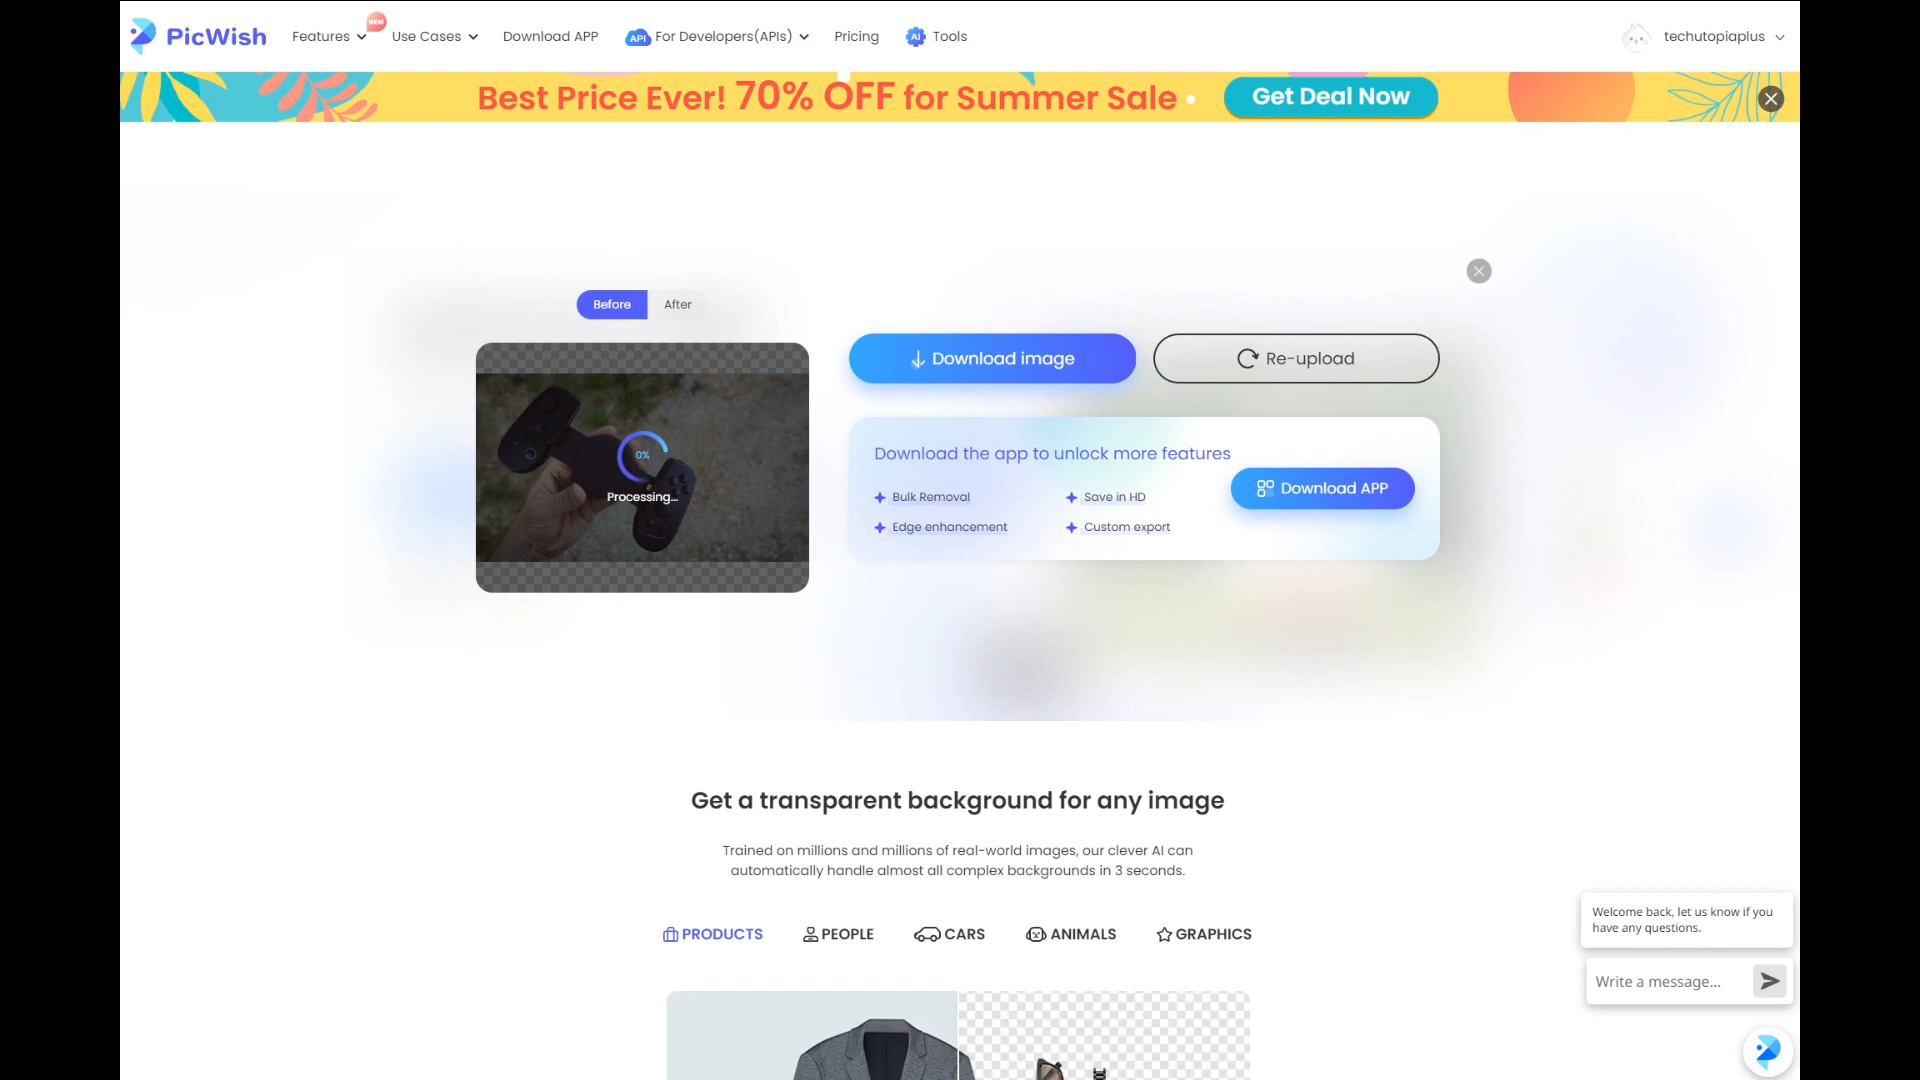 PicWish
Features
NEW
Use Cases
Download APP
API
For Developers(APIs)
Pricing
AI
Tools
techutopiaplus
Best Price Ever! 70% OFF for Summer Sale
Get Deal Now
Before
After
0%
Processing...
Download image
Re-upload
Download the app to unlock more features
Bulk Removal
Save in HD
Edge enhancement
Custom export
Download APP
Get a transparent background for any image
Trained on millions and millions of real-world images, our clever AI can
automatically handle almost all complex backgrounds in 3 seconds.
PRODUCTS
PEOPLE
CARS
ANIMALS
GRAPHICS
Welcome back, let us know if you
have any questions.
Write a message...